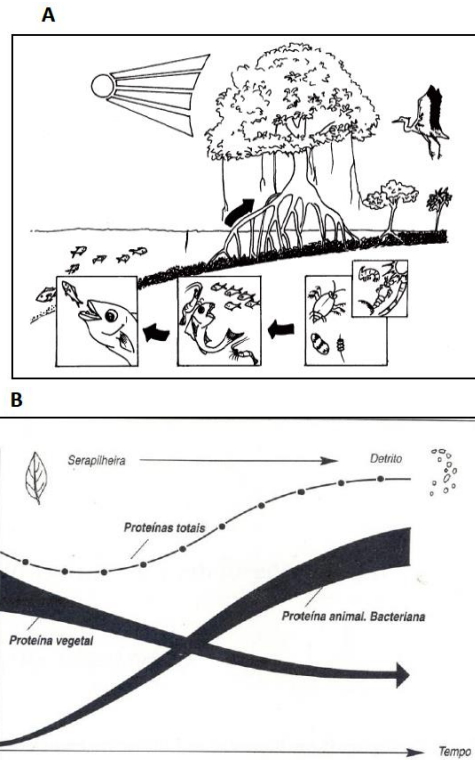 A
B
Serapilheira
Detrito
Proteínas totais
Proteína animal. Bacteriana
Proteína vegetal
Tempo